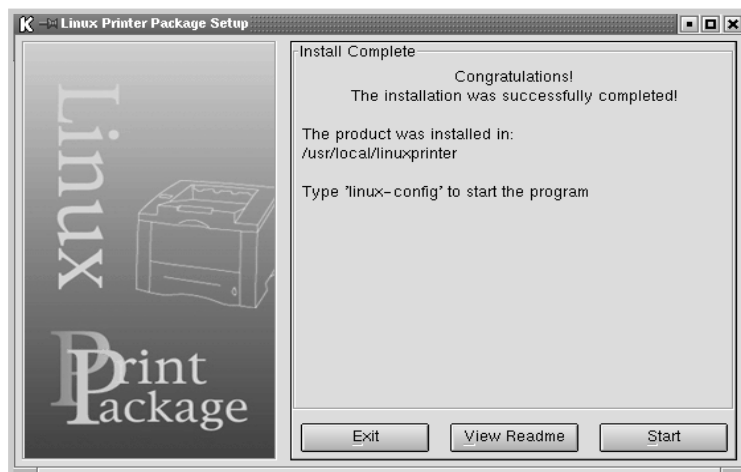 Linux Printer Package Setup
Linux
Print
Package
Install Complete
Congratulations!
The installation was successfully completed!
The product was installed in:
/usr/local/linuxprinter
Type 'linux-config' to start the program
Exit
View Readme
Start